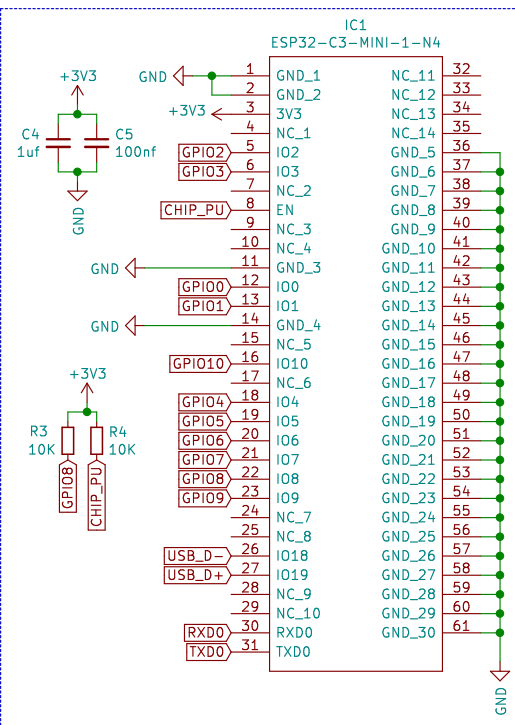 IC1
ESP32-C3-MINI-1-N4
GND 1 GND_1 NC_11 32
2 GND_2 NC_12 33
+3V3 3 3V3 NC_13 34
4 NC_1 NC_14 35
GPIO2 5 IO2 GND_5 36
GPIO3 6 IO3 GND_6 37
7 NC_2 GND_7 38
CHIP_PU 8 EN GND_8 39
9 NC_3 GND_9 40
10 NC_4 GND_10 41
GND 11 GND_3 GND_11 42
GPIO0 12 IO0 GND_12 43
GPIO1 13 IO1 GND_13 44
GND 14 GND_4 GND_14 45
15 NC_5 GND_15 46
GPIO10 16 IO10 GND_16 47
17 NC_6 GND_17 48
GPIO4 18 IO4 GND_18 49
GPIO5 19 IO5 GND_19 50
GPIO6 20 IO6 GND_20 51
GPIO7 21 IO7 GND_21 52
GPIO8 22 IO8 GND_22 53
GPIO9 23 IO9 GND_23 54
24 NC_7 GND_24 55
25 NC_8 GND_25 56
USB_D- 26 IO18 GND_26 57
USB_D+ 27 IO19 GND_27 58
28 NC_9 GND_28 59
29 NC_10 GND_29 60
RXD0 30 RXD0 GND_30 61
TXD0 31 TXD0
GND
+3V3
C4 C5
1uf 100nf
GND
+3V3
R3 R4
10K 10K
GPIO8 CHIP_PU